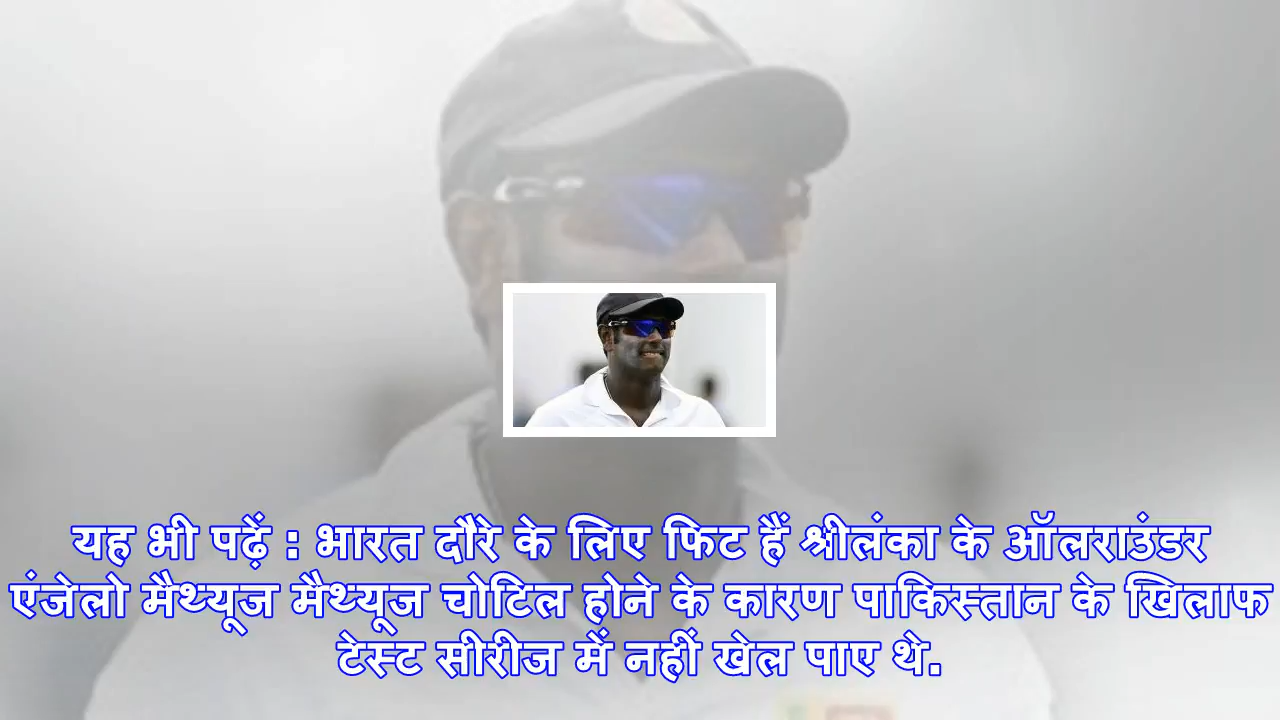 यह भी पढ़ें : भारत दौरे के लिए फिट हैं श्रीलंका के ऑलराउंडर
एंजेलो मैथ्यूज मैथ्यूज चोटिल होने के कारण पाकिस्तान के खिलाफ
टेस्ट सीरीज में नहीं खेल पाए थे.